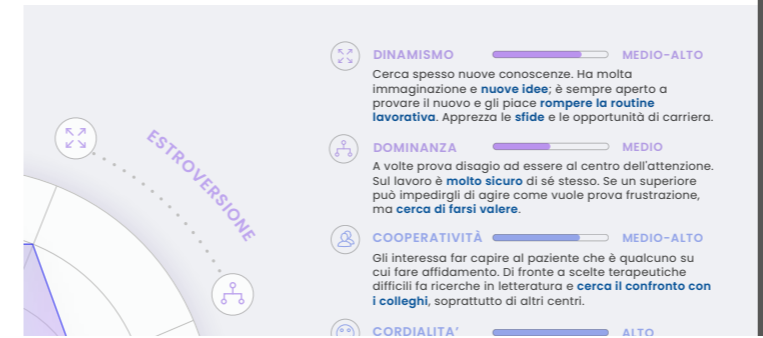 ESTROVERSIONE
DINAMISMO MEDIO-ALTO
Cerca spesso nuove conoscenze. Ha molta
immaginazione e nuove idee; è sempre aperto a
provare il nuovo e gli piace rompere la routine
lavorativa. Apprezza le sfide e le opportunità di carriera.
DOMINANZA MEDIO
A volte prova disagio ad essere al centro dell'attenzione.
Sul lavoro è molto sicuro di sé stesso. Se un superiore
può impedirgli di agire come vuole prova frustrazione,
ma cerca di farsi valere.
COOPERATIVITÀ MEDIO-ALTO
Gli interessa far capire al paziente che è qualcuno su
cui fare affidamento. Di fronte a scelte terapeutiche
difficili fa ricerche in letteratura e cerca il confronto con
i colleghi, soprattutto di altri centri.
CORDIALITA’ ALTO